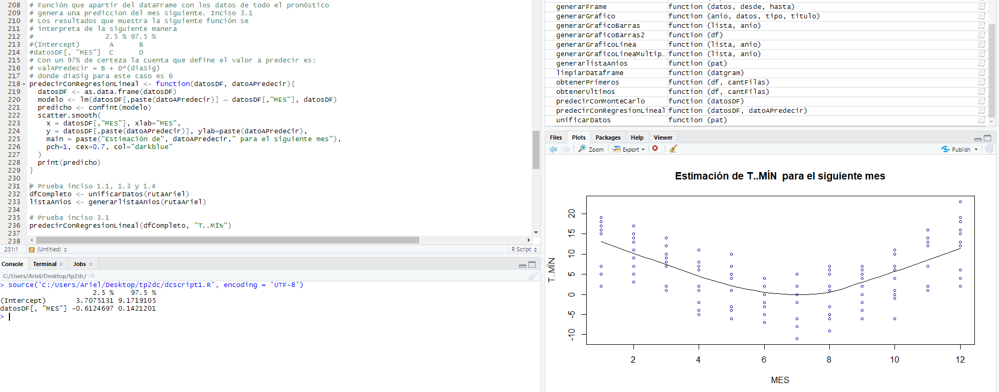 208 # Función que apartir del dataFrame con los datos de todo el pronóstico
209 # genera una prediccion del mes siguiente. Inciso 3.1
210 # Los resultados que muestra la siguiente función se
211 # interpreta de la siguiente manera
212 # 2.5 % 97.5 %
213 #(Intercept) A B
214 #datosDF[, "MES"] C D
215 # Con un 97% de certeza la cuenta que define el valor a predecir es:
216 # valAPredecir = B + D*(diaSig)
217 # donde diaSig para este caso es 6
218 predecirConRegresionLineal <- function(datosDF, datoAPredecir){
219 datosDF <- as.data.frame(datosDF)
220 modelo <- lm(datosDF[,paste(datoAPredecir)] ~ datosDF[,"MES"], datosDF)
221 predicho <- confint(modelo)
222 scatter.smooth(
223 x = datosDF[,"MES"], xlab="MES",
224 y = datosDF[,paste(datoAPredecir)], ylab=paste(datoAPredecir),
225 main = paste("Estimación de", datoAPredecir," para el siguiente mes"),
226 pch=1, cex=0.7, col="darkblue"
227 )
228 print(predicho)
229 }
230
231 # Prueba inciso 1.1, 1.3 y 1.4
232 dfCompleto <- unificarDatos(rutaAriel)
233 listaAnios <- generarlistaAnios(rutaAriel)
234
235 # Prueba inciso 3.1
236 predecirConRegresionLineal(dfCompleto, "T..MÍN")
237
238
231:1 # (Untitled) R Script
Console Terminal Jobs
C:/Users/Ariel/Desktop/tp2dc/
> source('C:/Users/Ariel/Desktop/tp2dc/dcscript1.R', encoding = 'UTF-8')
2.5 % 97.5 %
(Intercept) 3.7075131 9.1719105
datosDF[, "MES"] -0.6124697 0.1421201
>
generarFrame function (datos, desde, hasta)
generarGrafico function (anio, datos, tipo, titulo)
generarGraficoBarras function (lista, anio)
generarGraficoBarras2 function (df)
generarGraficoLinea function (lista, anio)
generarGraficoLineaMultip… function (lista, anio)
generarlistaAnios function (pat)
limpiarDataframe function (datgram)
obtenerPrimeros function (df, cantFilas)
obtenerUltimos function (df, cantFilas)
predecirConMonteCarlo function (datosDF)
predecirConRegresionLineal function (datosDF, datoAPredecir)
unificarDatos function (pat)
Files Plots Packages Help Viewer
Zoom Export Publish
Estimación de T..MÍN para el siguiente mes
T..MÍN
20
15
10
5
0
-5
-10
2 4 6 8 10 12
MES